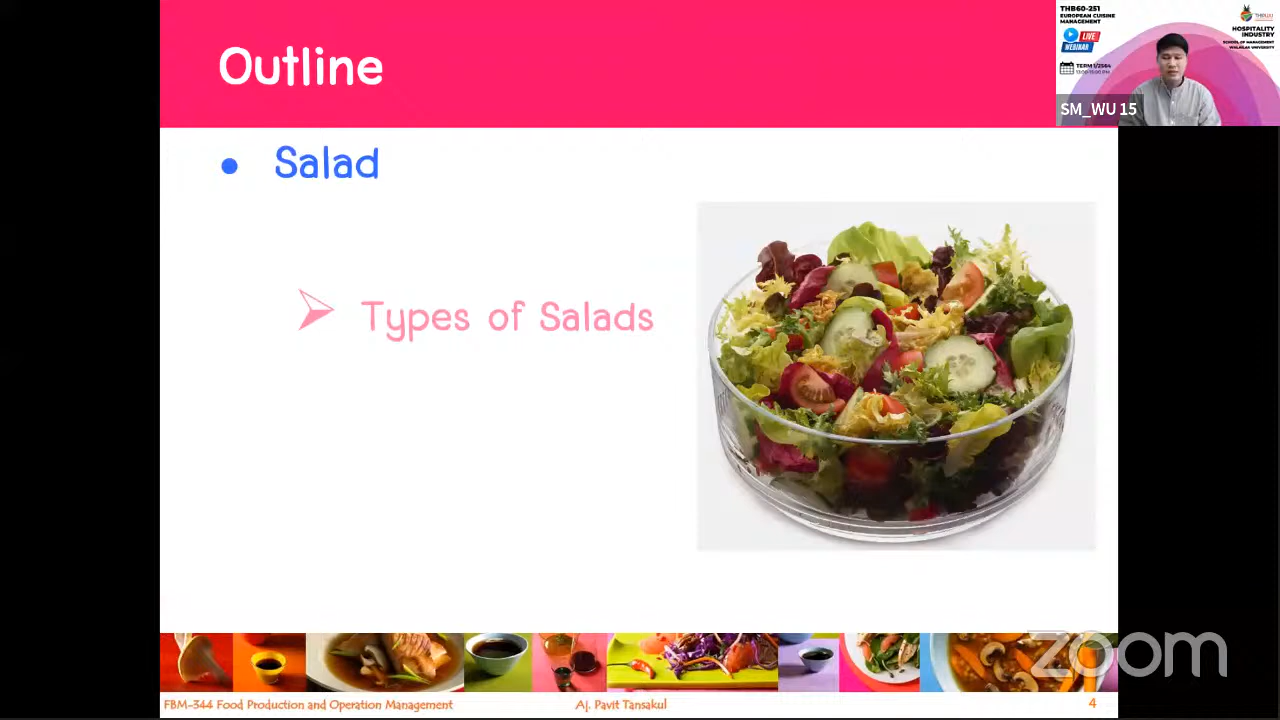 Outline
Salad
Types of Salads
THB60-251
EUROPEAN CUISINE
MANAGEMENT
LIVE
WEBINAR
TERM 1/2564
HOSPITALITY
INDUSTRY
SCHOOL OF MANAGEMENT
WALAILAK UNIVERSITY
SM_WU 15
zoom
FBM-344 Food Production and Operation Management
Aj. Pavit Tansakul
4